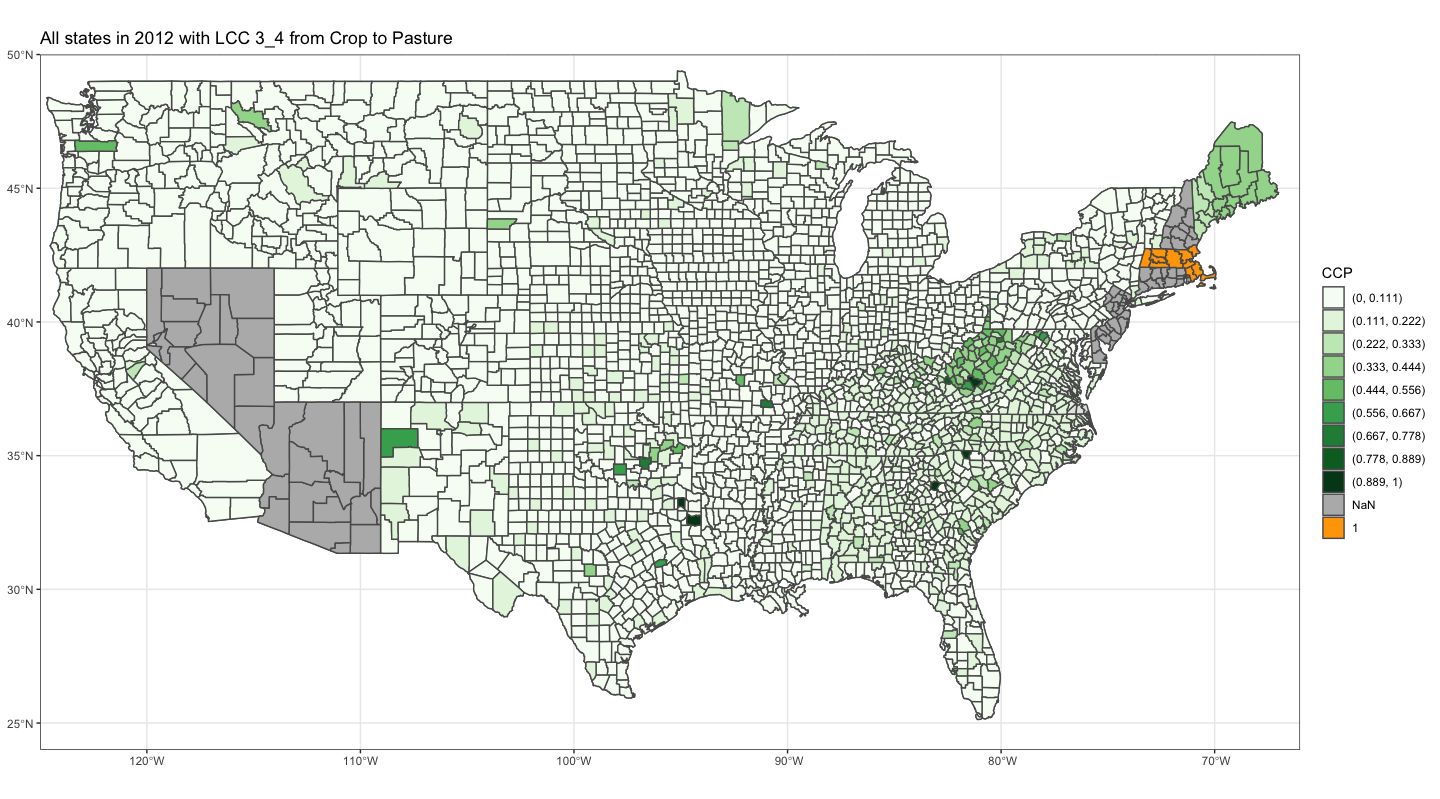 All states in 2012 with LCC 3_4 from Crop to Pasture
50°N
45°N
40°N
35°N
30°N
25°N
120°W
110°W
100°W
90°W
80°W
70°W
CCP
(0, 0.111)
(0.111, 0.222)
(0.222, 0.333)
(0.333, 0.444)
(0.444, 0.556)
(0.556, 0.667)
(0.667, 0.778)
(0.778, 0.889)
(0.889, 1)
NaN
1